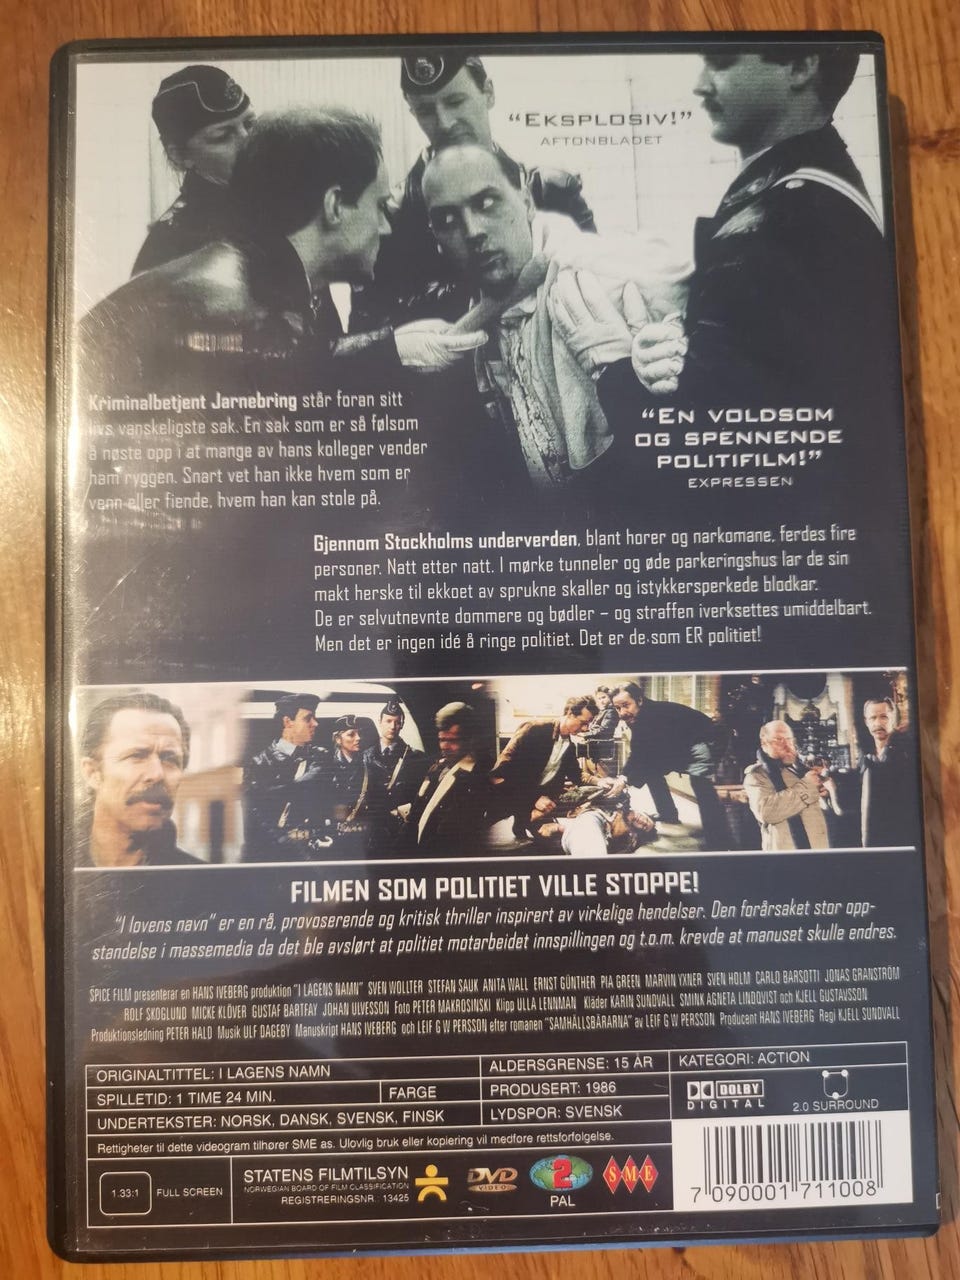 “EKSPLOSIV!”
AFTONBLADET
Kriminalbetjent Jarnebring står foran sitt
livs vanskeligste sak. En sak som er så følsom
å nøste opp i at mange av hans kolleger vender
ham ryggen. Snart vet han ikke hvem som er
venn eller fiende, hvem han kan stole på.
“EN VOLDSOM
OG SPENNENDE
POLITIFILM!”
EXPRESSEN
Gjennom Stockholms underverden, blant horer og narkomane, ferdes fire
personer. Natt etter natt. I mørke tunneler og øde parkeringshus lar de sin
makt herske til ekkoet av sprukne skaller og istykkersperkede blodkar.
De er selvutnevnte dommere og bødler – og straffen iverksettes umiddelbart.
Men det er ingen idé å ringe politiet. Det er de som ER politiet!
FILMEN SOM POLITIET VILLE STOPPE!
“I lovens navn” er en rå, provoserende og kritisk thriller inspirert av virkelige hendelser. Den forårsaket stor opp-
standelse i massemedia da det ble avslørt at politiet motarbeidet innspillingen og t.o.m. krevde at manuset skulle endres.
SPICE FILM presenterar en HANS IVEBERG produktion "I LAGENS NAMN" SVEN WOLLTER STEFAN SAUK ANITA WALL ERNST GÜNTHER PIA GREEN MARVIN YXNER SVEN HOLM CARLO BARSOTTI JONAS GRANSTRÖM
ROLF SKOGLUND MICKE KLÖVER GUSTAF BARTFAY JOHAN ULVESSON Foto PETER MAKROSINSKI Klipp ULLA LENNMAN Kläder KARIN SUNDVALL SMINK AGNETA LINDQVIST och KJELL GUSTAVSSON
Produktionsledning PETER HALD Musik ULF DAGEBY Manuskript HANS IVEBERG och LEIF G W PERSSON efter romanen "SAMHÄLLSBÄRARNA" av LEIF G W PERSSON Producent HANS IVEBERG Regi KJELL SUNDVALL
ORIGINALTITTEL: I LAGENS NAMN
ALDERSGRENSE: 15 ÅR
KATEGORI: ACTION
SPILLETID: 1 TIME 24 MIN.
FARGE
PRODUSERT: 1986
UNDERTEKSTER: NORSK, DANSK, SVENSK, FINSK
LYDSPOR: SVENSK
DOLBY
DIGITAL
2.0 SURROUND
Rettigheter til dette videogram tilhører SME as. Ulovlig bruk eller kopiering vil medføre rettsforfølgelse.
1.33:1
FULL SCREEN
STATENS FILMTILSYN
NORWEGIAN BOARD OF FILM CLASSIFICATION
REGISTRERINGSNR.: 13425
DVD
VIDEO
2
PAL
SME
7 090001 711008